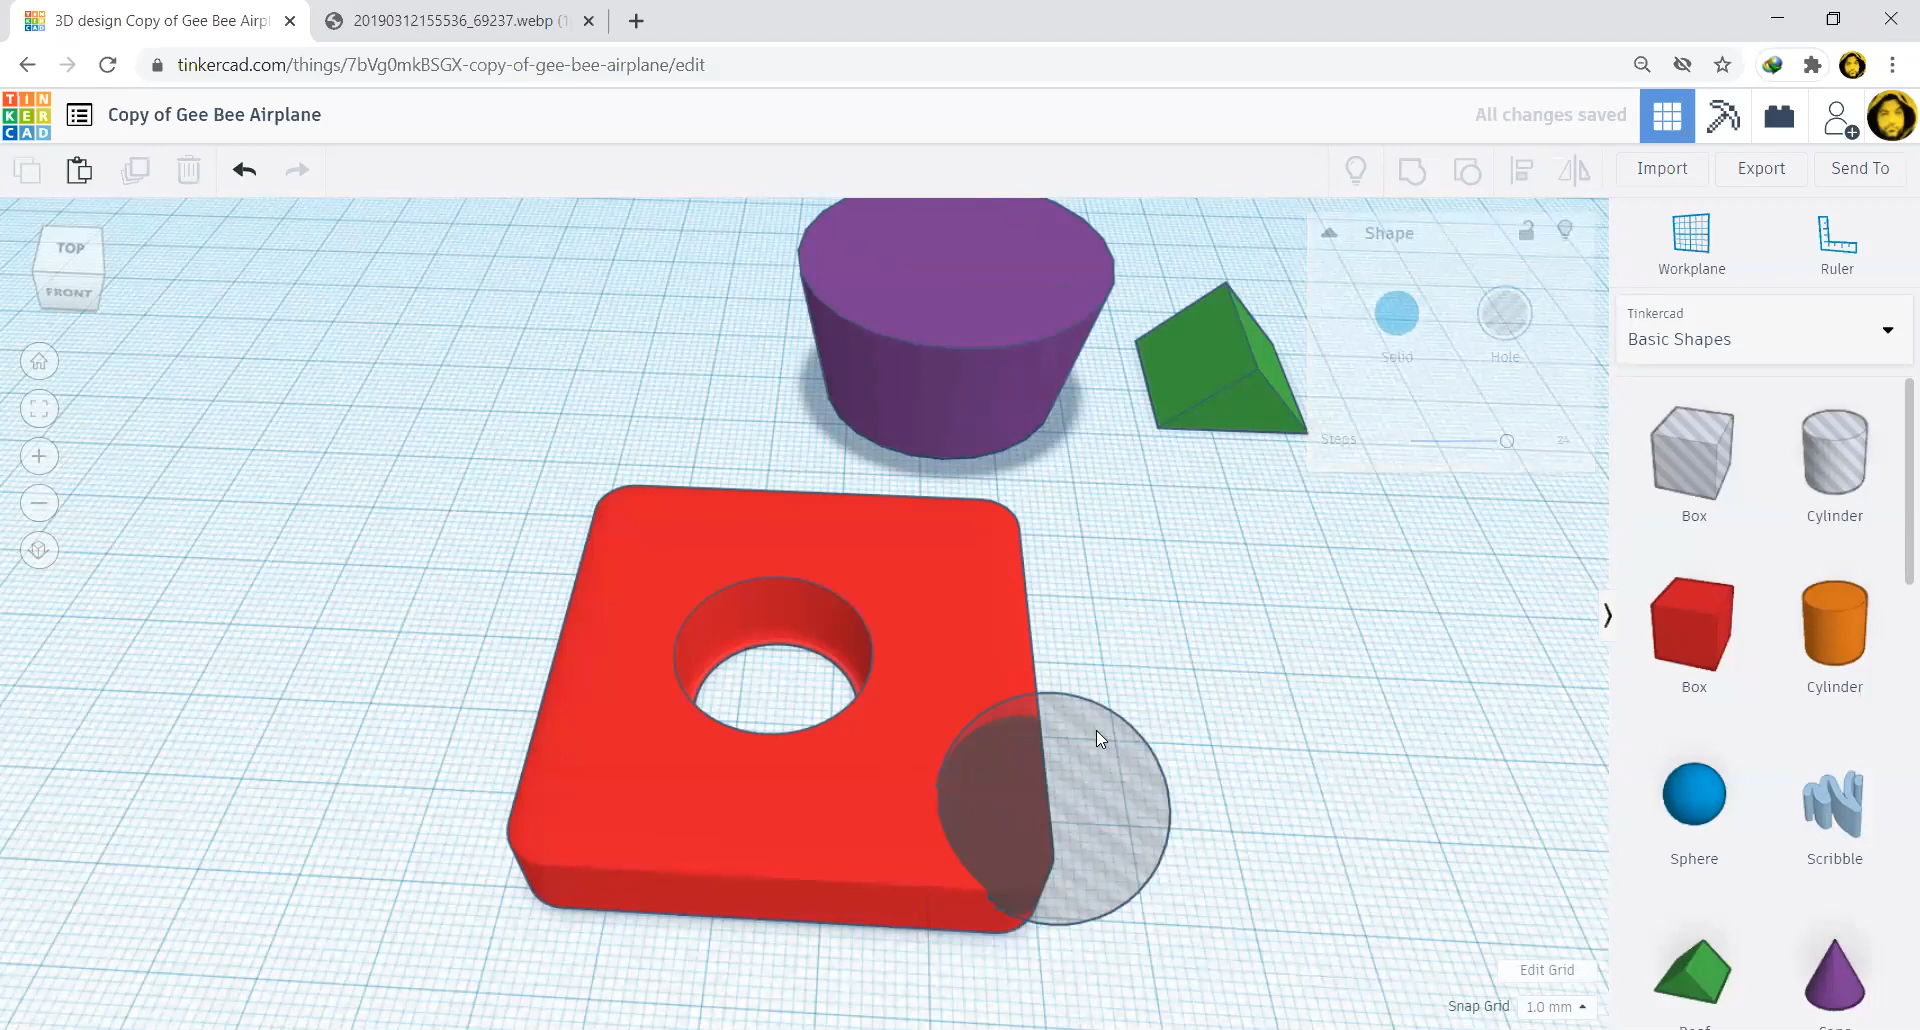 3D design Copy of Gee Bee Airpl
20190312155536_69237.webp (1
tinkercad.com/things/7bVg0mkBSGX-copy-of-gee-bee-airplane/edit
TIN
KER
CAD
Copy of Gee Bee Airplane
All changes saved
Import
Export
Send To
TOP
FRONT
Shape
Solid
Hole
Steps
24
Workplane
Ruler
Tinkercad
Basic Shapes
Box
Cylinder
Box
Cylinder
Sphere
Scribble
Edit Grid
Snap Grid
1.0 mm